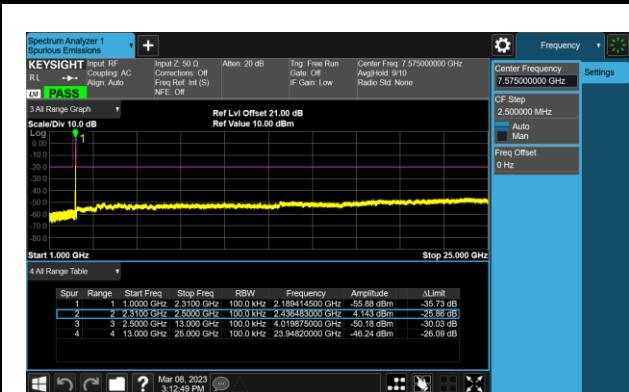 Spectrum Analyzer 1
Spurious Emissions
+
Frequency
KEYSIGHT
RL
PASS
Input: RF
Coupling: AC
Align: Auto
Input Z: 50 Ω
Corrections: Off
Freq Ref: Int (S)
NFE: Off
Atten: 20 dB
Trig: Free Run
Gate: Off
IF Gain: Low
Center Freq: 7.575000000 GHz
Avg|Hold: 9/10
Radio Std: None
Center Frequency
7.575000000 GHz
CF Step
2.500000 MHz
Auto
Man
Freq Offset
0 Hz
Settings
3 All Range Graph
Scale/Div 10.0 dB
Ref Lvl Offset 21.00 dB
Ref Value 10.00 dBm
Log
1
0.00
-10.0
-20.0
-30.0
-40.0
-50.0
-60.0
-70.0
-80.0
Start 1.000 GHz
Stop 25.000 GHz
4 All Range Table
Spur Range Start Freq Stop Freq RBW Frequency Amplitude ΔLimit
1 1 1.0000 GHz 2.3100 GHz 100.0 kHz 2.189414500 GHz -55.88 dBm -35.73 dB
2 2 2.3100 GHz 2.5000 GHz 100.0 kHz 2.436483000 GHz 4.143 dBm -25.86 dB
3 3 2.5000 GHz 13.000 GHz 100.0 kHz 4.019875000 GHz -50.18 dBm -30.03 dB
4 4 13.000 GHz 25.000 GHz 100.0 kHz 23.94820000 GHz -46.24 dBm -26.09 dB
?
Mar 08, 2023
3:12:49 PM